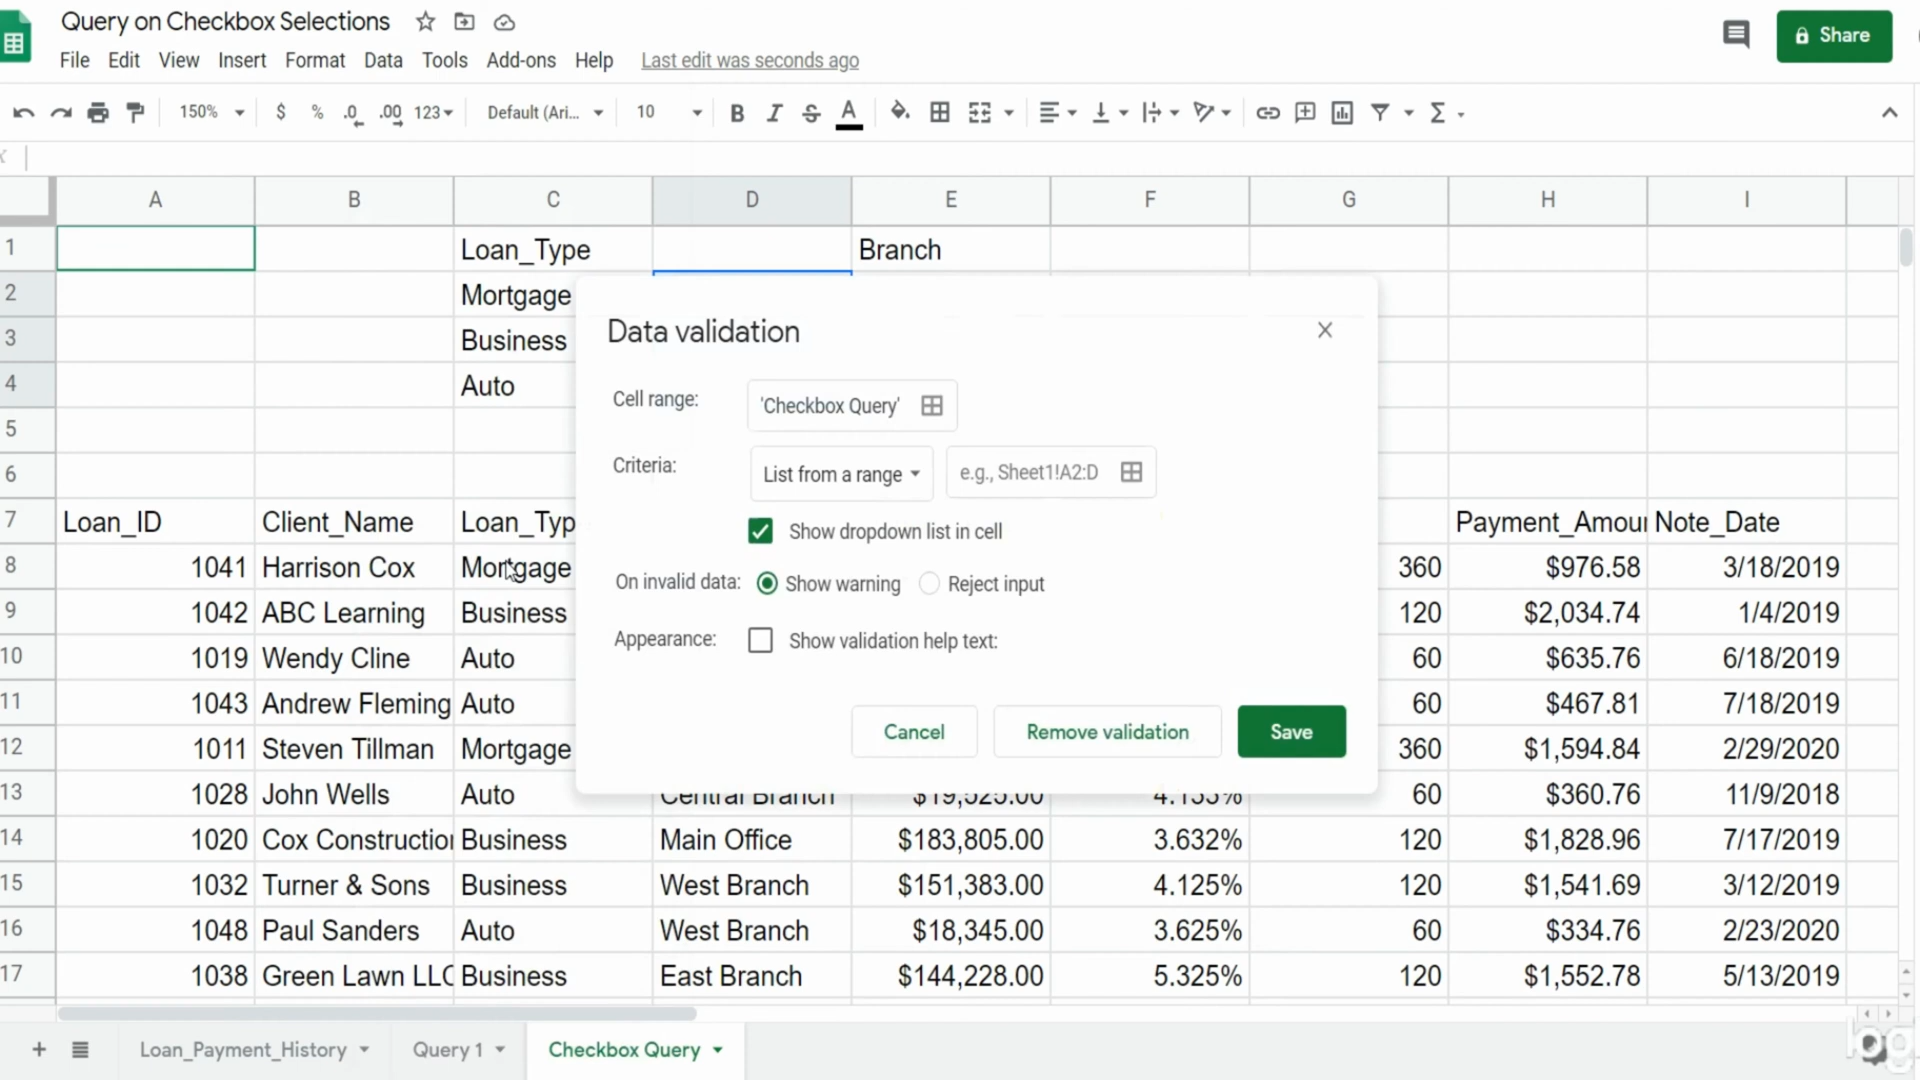 Query on Checkbox Selections
File Edit View Insert Format Data Tools Add-ons Help Last edit was seconds ago
Share
150% $ % .0 .00 123 Default (Ari... 10 B I S A
A B C D E F G H I
1 Loan_Type Branch
2 Mortgage
3 Business
4 Auto
5
6
Data validation
Cell range: 'Checkbox Query'
Criteria: List from a range e.g., Sheet1!A2:D
Show dropdown list in cell
On invalid data: Show warning Reject input
Appearance: Show validation help text:
Cancel Remove validation Save
7 Loan_ID Client_Name Loan_Typ Payment_Amou Note_Date
8 1041 Harrison Cox Mortgage 360 $976.58 3/18/2019
9 1042 ABC Learning Business 120 $2,034.74 1/4/2019
10 1019 Wendy Cline Auto 60 $635.76 6/18/2019
11 1043 Andrew Fleming Auto 60 $467.81 7/18/2019
12 1011 Steven Tillman Mortgage 360 $1,594.84 2/29/2020
13 1028 John Wells Auto Central Branch $19,525.00 4.133% 60 $360.76 11/9/2018
14 1020 Cox Construction Business Main Office $183,805.00 3.632% 120 $1,828.96 7/17/2019
15 1032 Turner & Sons Business West Branch $151,383.00 4.125% 120 $1,541.69 3/12/2019
16 1048 Paul Sanders Auto West Branch $18,345.00 3.625% 60 $334.76 2/23/2020
17 1038 Green Lawn LLC Business East Branch $144,228.00 5.325% 120 $1,552.78 5/13/2019
+ Loan_Payment_History Query 1 Checkbox Query